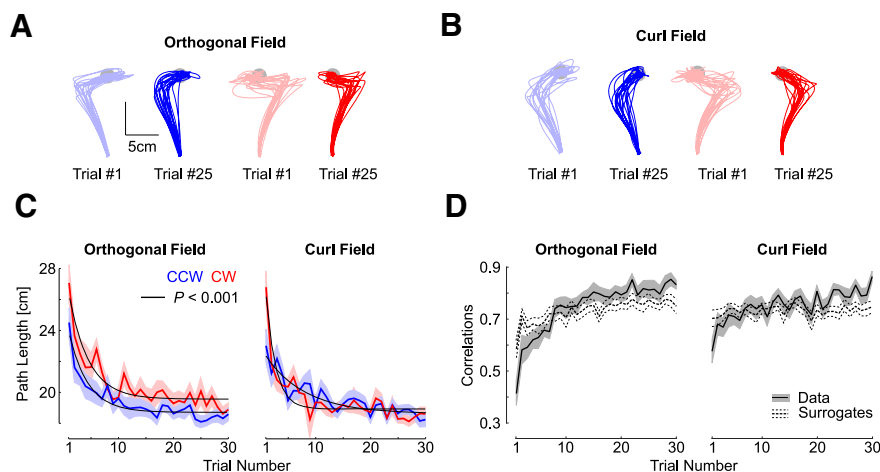 A
Orthogonal Field
5cm
Trial #1
Trial #25
Trial #1
Trial #25
B
Curl Field
Trial #1
Trial #25
Trial #1
Trial #25
C
Orthogonal Field
Curl Field
CCW CW
P < 0.001
Path Length [cm]
28
24
20
1 10 20 30
1 10 20 30
Trial Number
D
Orthogonal Field
Curl Field
Correlations
0.9
0.7
0.5
0.3
Data
Surrogates
1 10 20 30
1 10 20 30
Trial Number